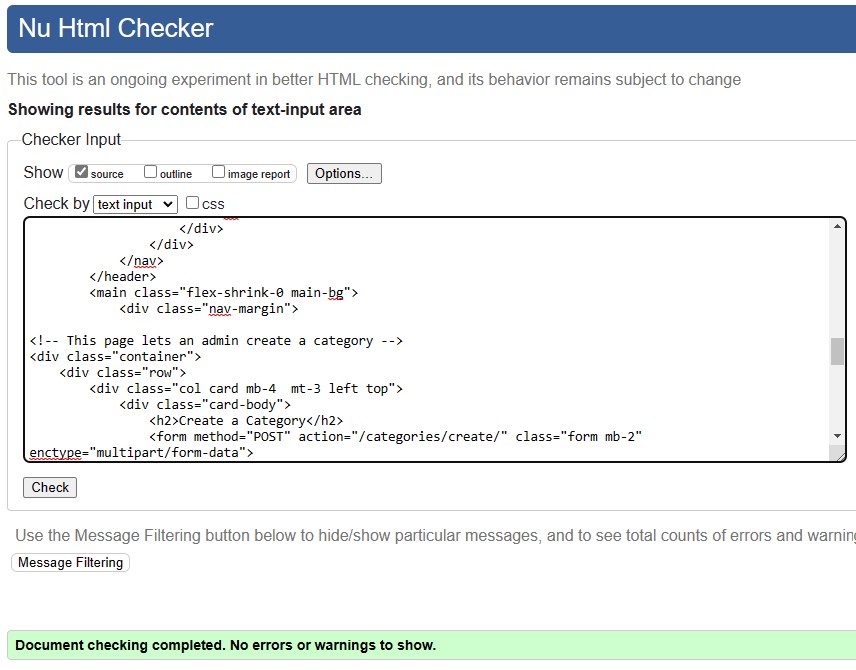 Nu Html Checker
This tool is an ongoing experiment in better HTML checking, and its behavior remains subject to change
Showing results for contents of text-input area
Checker Input
Show source outline image report Options...
Check by text input css
</div>
</div>
</nav>
</header>
<main class="flex-shrink-0 main-bg">
<div class="nav-margin">
<!-- This page lets an admin create a category -->
<div class="container">
<div class="row">
<div class="col card mb-4  mt-3 left top">
<div class="card-body">
<h2>Create a Category</h2>
<form method="POST" action="/categories/create/" class="form mb-2"
enctype="multipart/form-data">
Check
Use the Message Filtering button below to hide/show particular messages, and to see total counts of errors and
Message Filtering
Document checking completed. No errors or warnings to show.